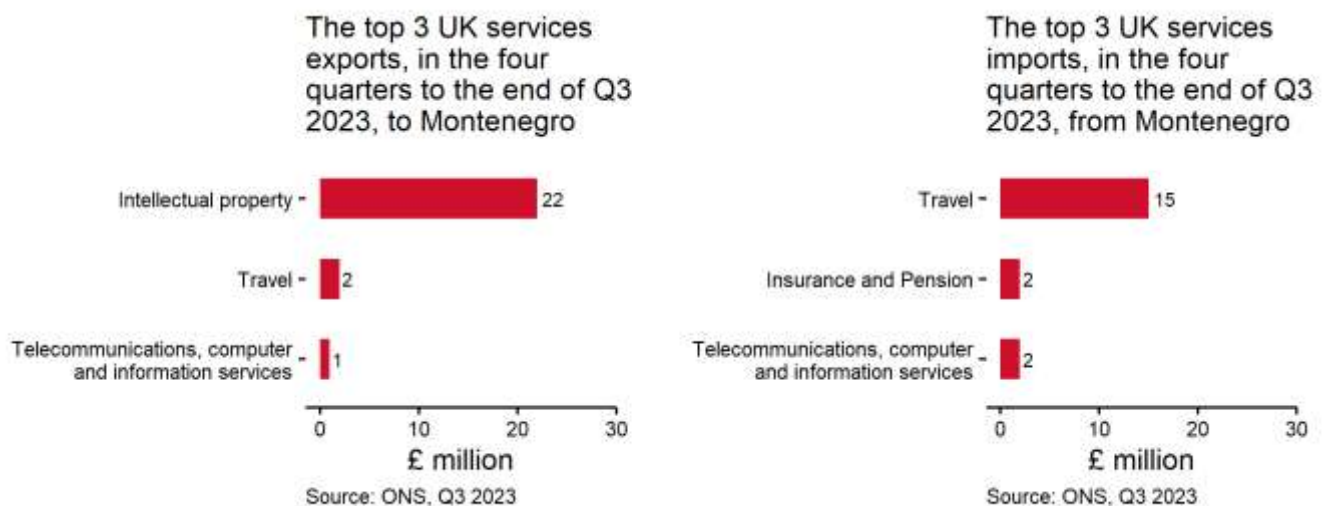 The top 3 UK services
exports, in the four
quarters to the end of Q3
2023, to Montenegro
Intellectual property
22
Travel
2
Telecommunications, computer
and information services
1
0 10 20 30
£ million
Source: ONS, Q3 2023
The top 3 UK services
imports, in the four
quarters to the end of Q3
2023, from Montenegro
Travel
15
Insurance and Pension
2
Telecommunications, computer
and information services
2
0 10 20 30
£ million
Source: ONS, Q3 2023